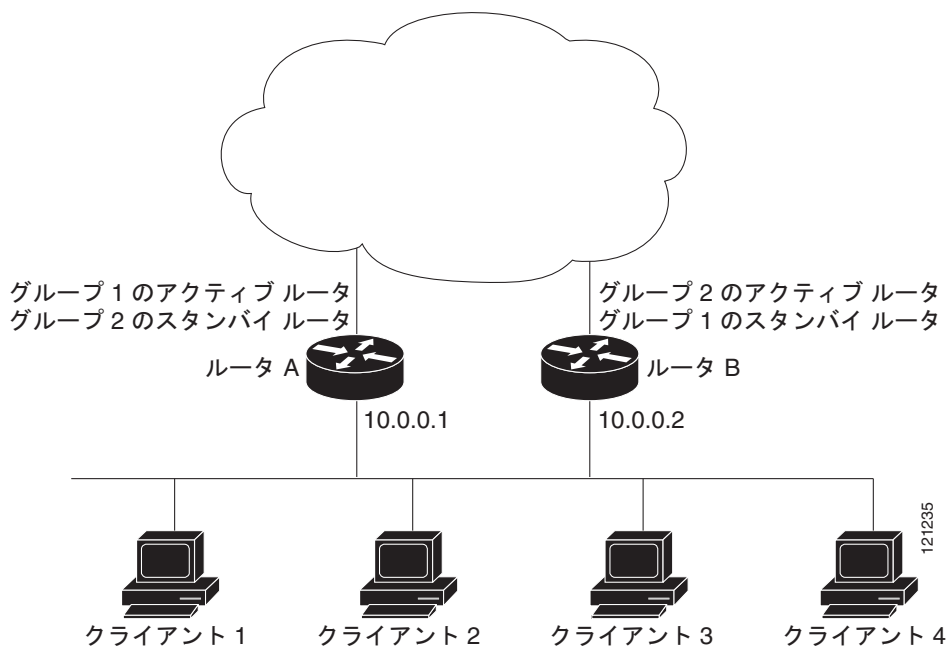 グループ 1 のアクティブ ルータ
グループ 2 のスタンバイ ルータ
グループ 2 のアクティブ ルータ
グループ 1 のスタンバイ ルータ
ルータ A
ルータ B
10.0.0.1
10.0.0.2
121235
クライアント 1
クライアント 2
クライアント 3
クライアント 4